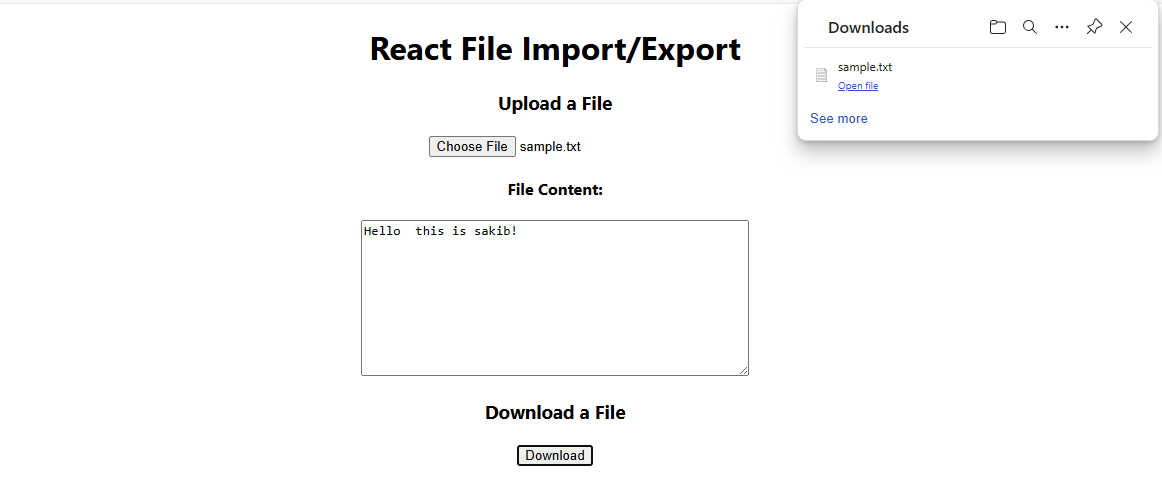 React File Import/Export
Upload a File
Choose File sample.txt
File Content:
Hello  this is sakib!
Download a File
Download
Downloads
sample.txt
Open file
See more